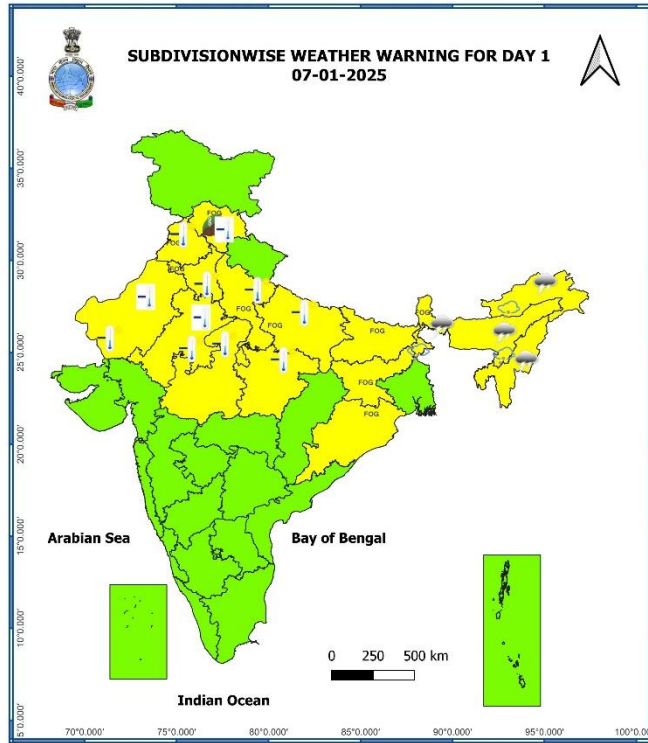 SUBDIVISIONWISE WEATHER WARNING FOR DAY 1
07-01-2025
40°0.000'
35°0.000'
30°0.000'
25°0.000'
20°0.000'
15°0.000'
10°0.000'
5°0.000'
FOG
FOG
FOG
FOG
FOG
FOG
FOG
FOG
FOG
Arabian Sea
Bay of Bengal
0 250 500 km
Indian Ocean
70°0.000' 75°0.000' 80°0.000' 85°0.000' 90°0.000' 95°0.000' 100°0.0